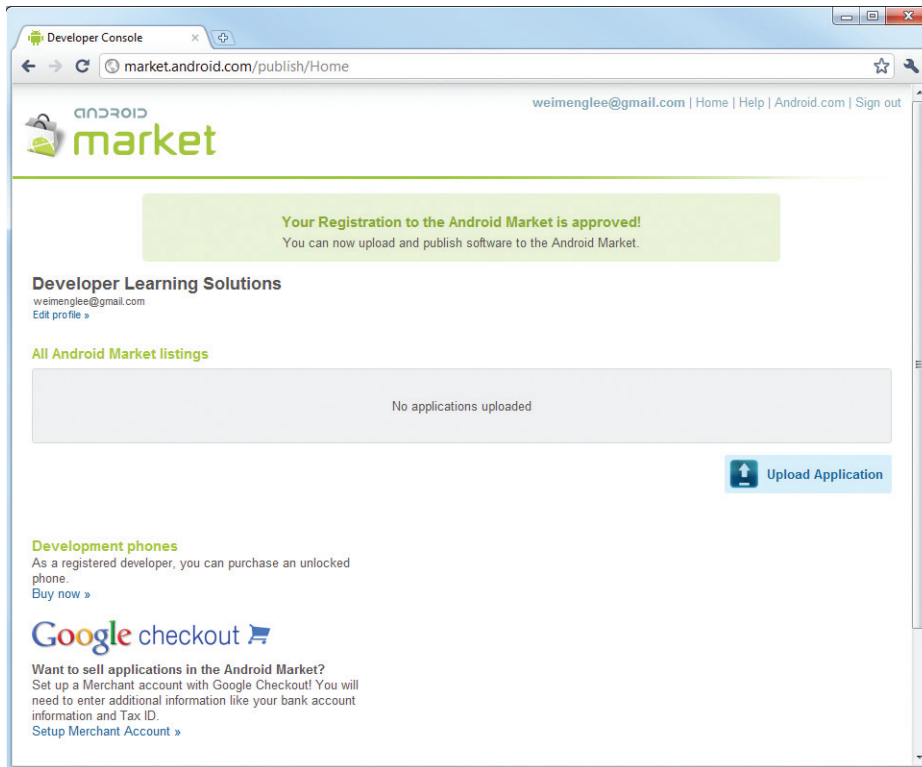 Developer Console
market.android.com/publish/Home
weimenglee@gmail.com | Home | Help | Android.com | Sign out
android
market
Your Registration to the Android Market is approved!
You can now upload and publish software to the Android Market.
Developer Learning Solutions
weimenglee@gmail.com
Edit profile »
All Android Market listings
No applications uploaded
Upload Application
Development phones
As a registered developer, you can purchase an unlocked
phone.
Buy now »
Google checkout
Want to sell applications in the Android Market?
Set up a Merchant account with Google Checkout! You will
need to enter additional information like your bank account
information and Tax ID.
Setup Merchant Account »